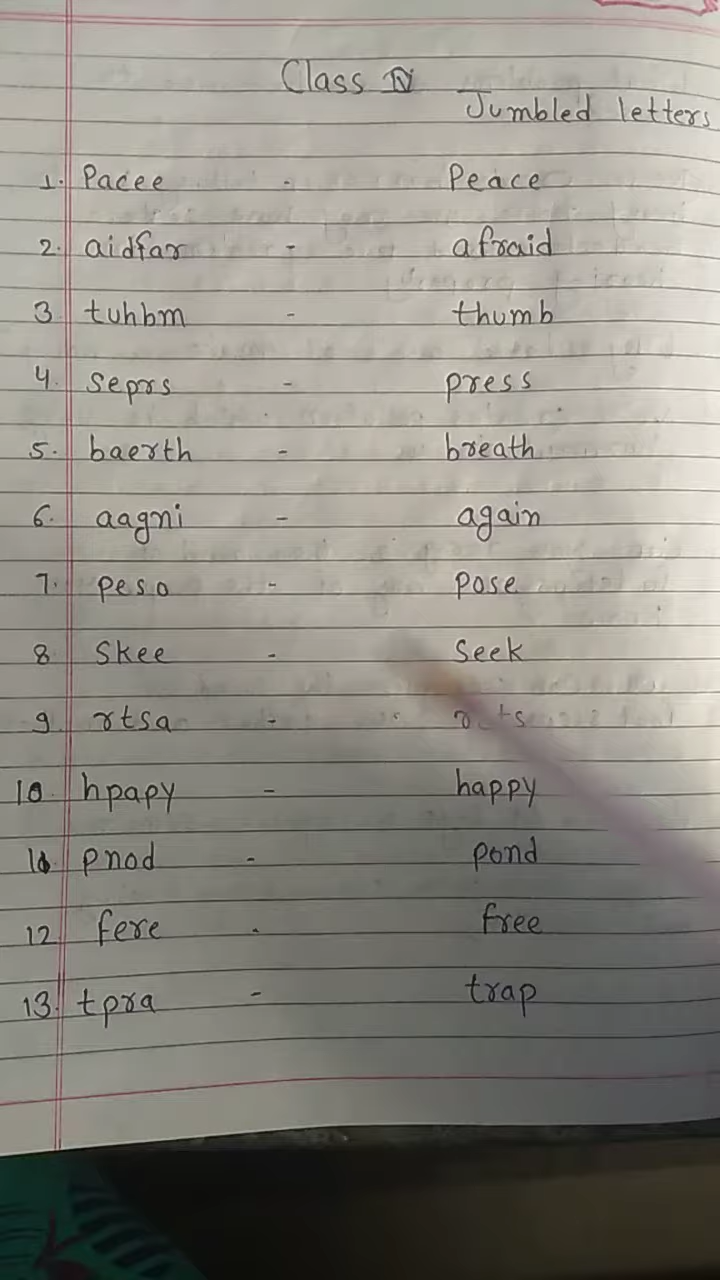 Class IV
Jumbled letters
1. Pacee - Peace
2. aidfar - afraid
3 tuhbm - thumb
4. Seprs - press
5. baerth - breath
6. aagni - again
7. peso - pose
8 Skee - Seek
9 rtsa -
10 hpapy - happy
11 pnod - pond
12 fere - free
13. tpra - trap